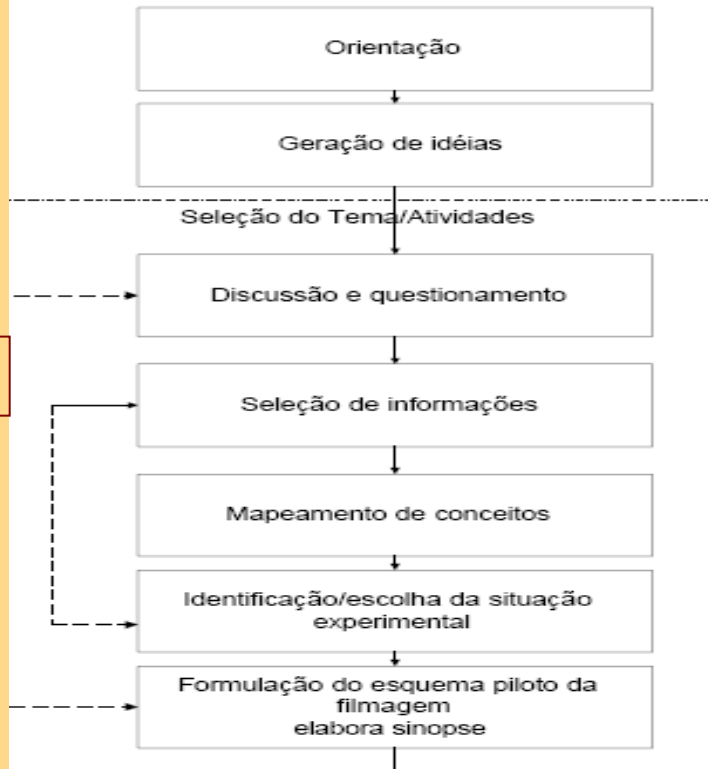 Orientação
Geração de idéias
Seleção do Tema/Atividades
Discussão e questionamento
Seleção de informações
Mapeamento de conceitos
Identificação/escolha da situação
experimental
Formulação do esquema piloto da
filmagem
elabora sinopse